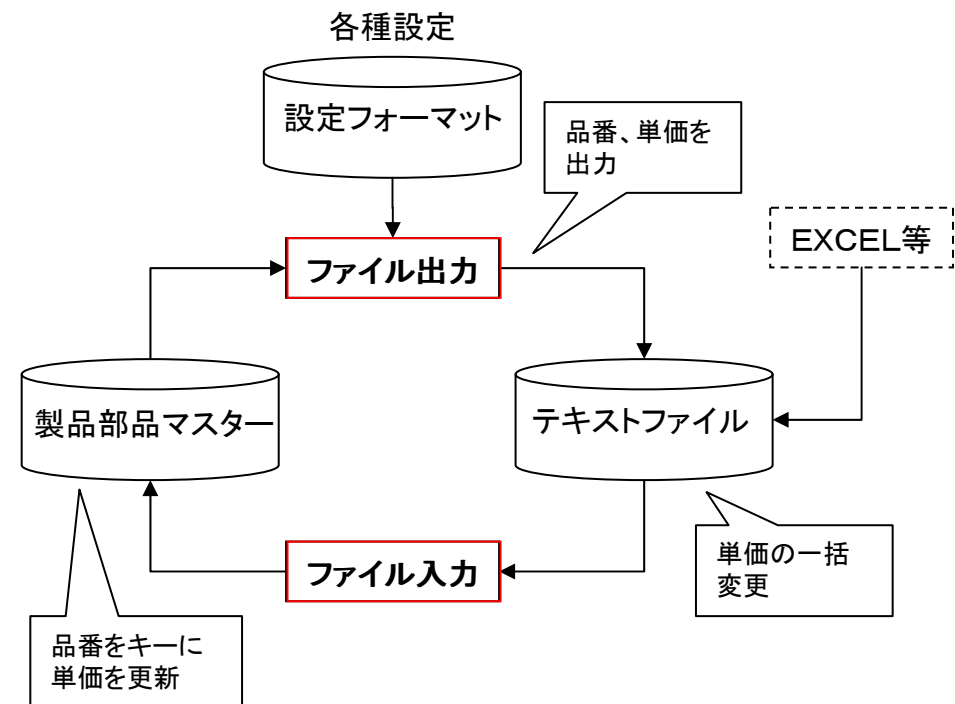 各種設定
設定フォーマット
品番、単価を
出力
EXCEL等
ファイル出力
製品部品マスター
テキストファイル
ファイル入力
単価の一括
変更
品番をキーに
単価を更新